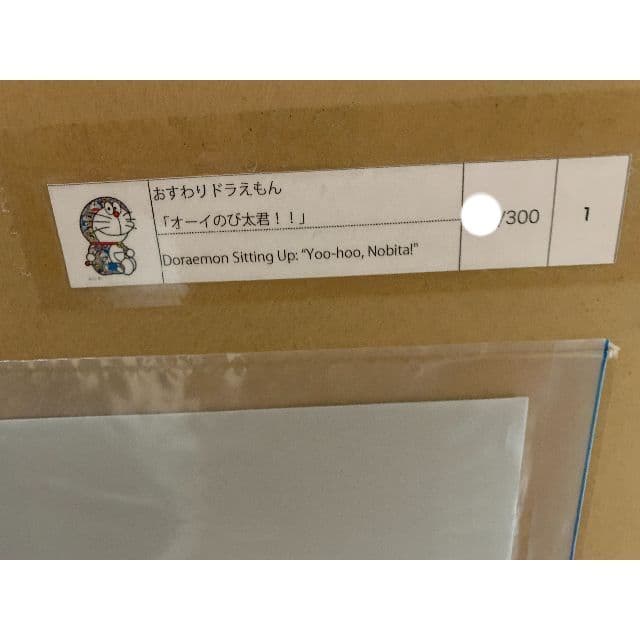 おすわりドラえもん
「オーイのび太君！！」
Doraemon Sitting Up: “Yoo-hoo, Nobita!"
/300
1